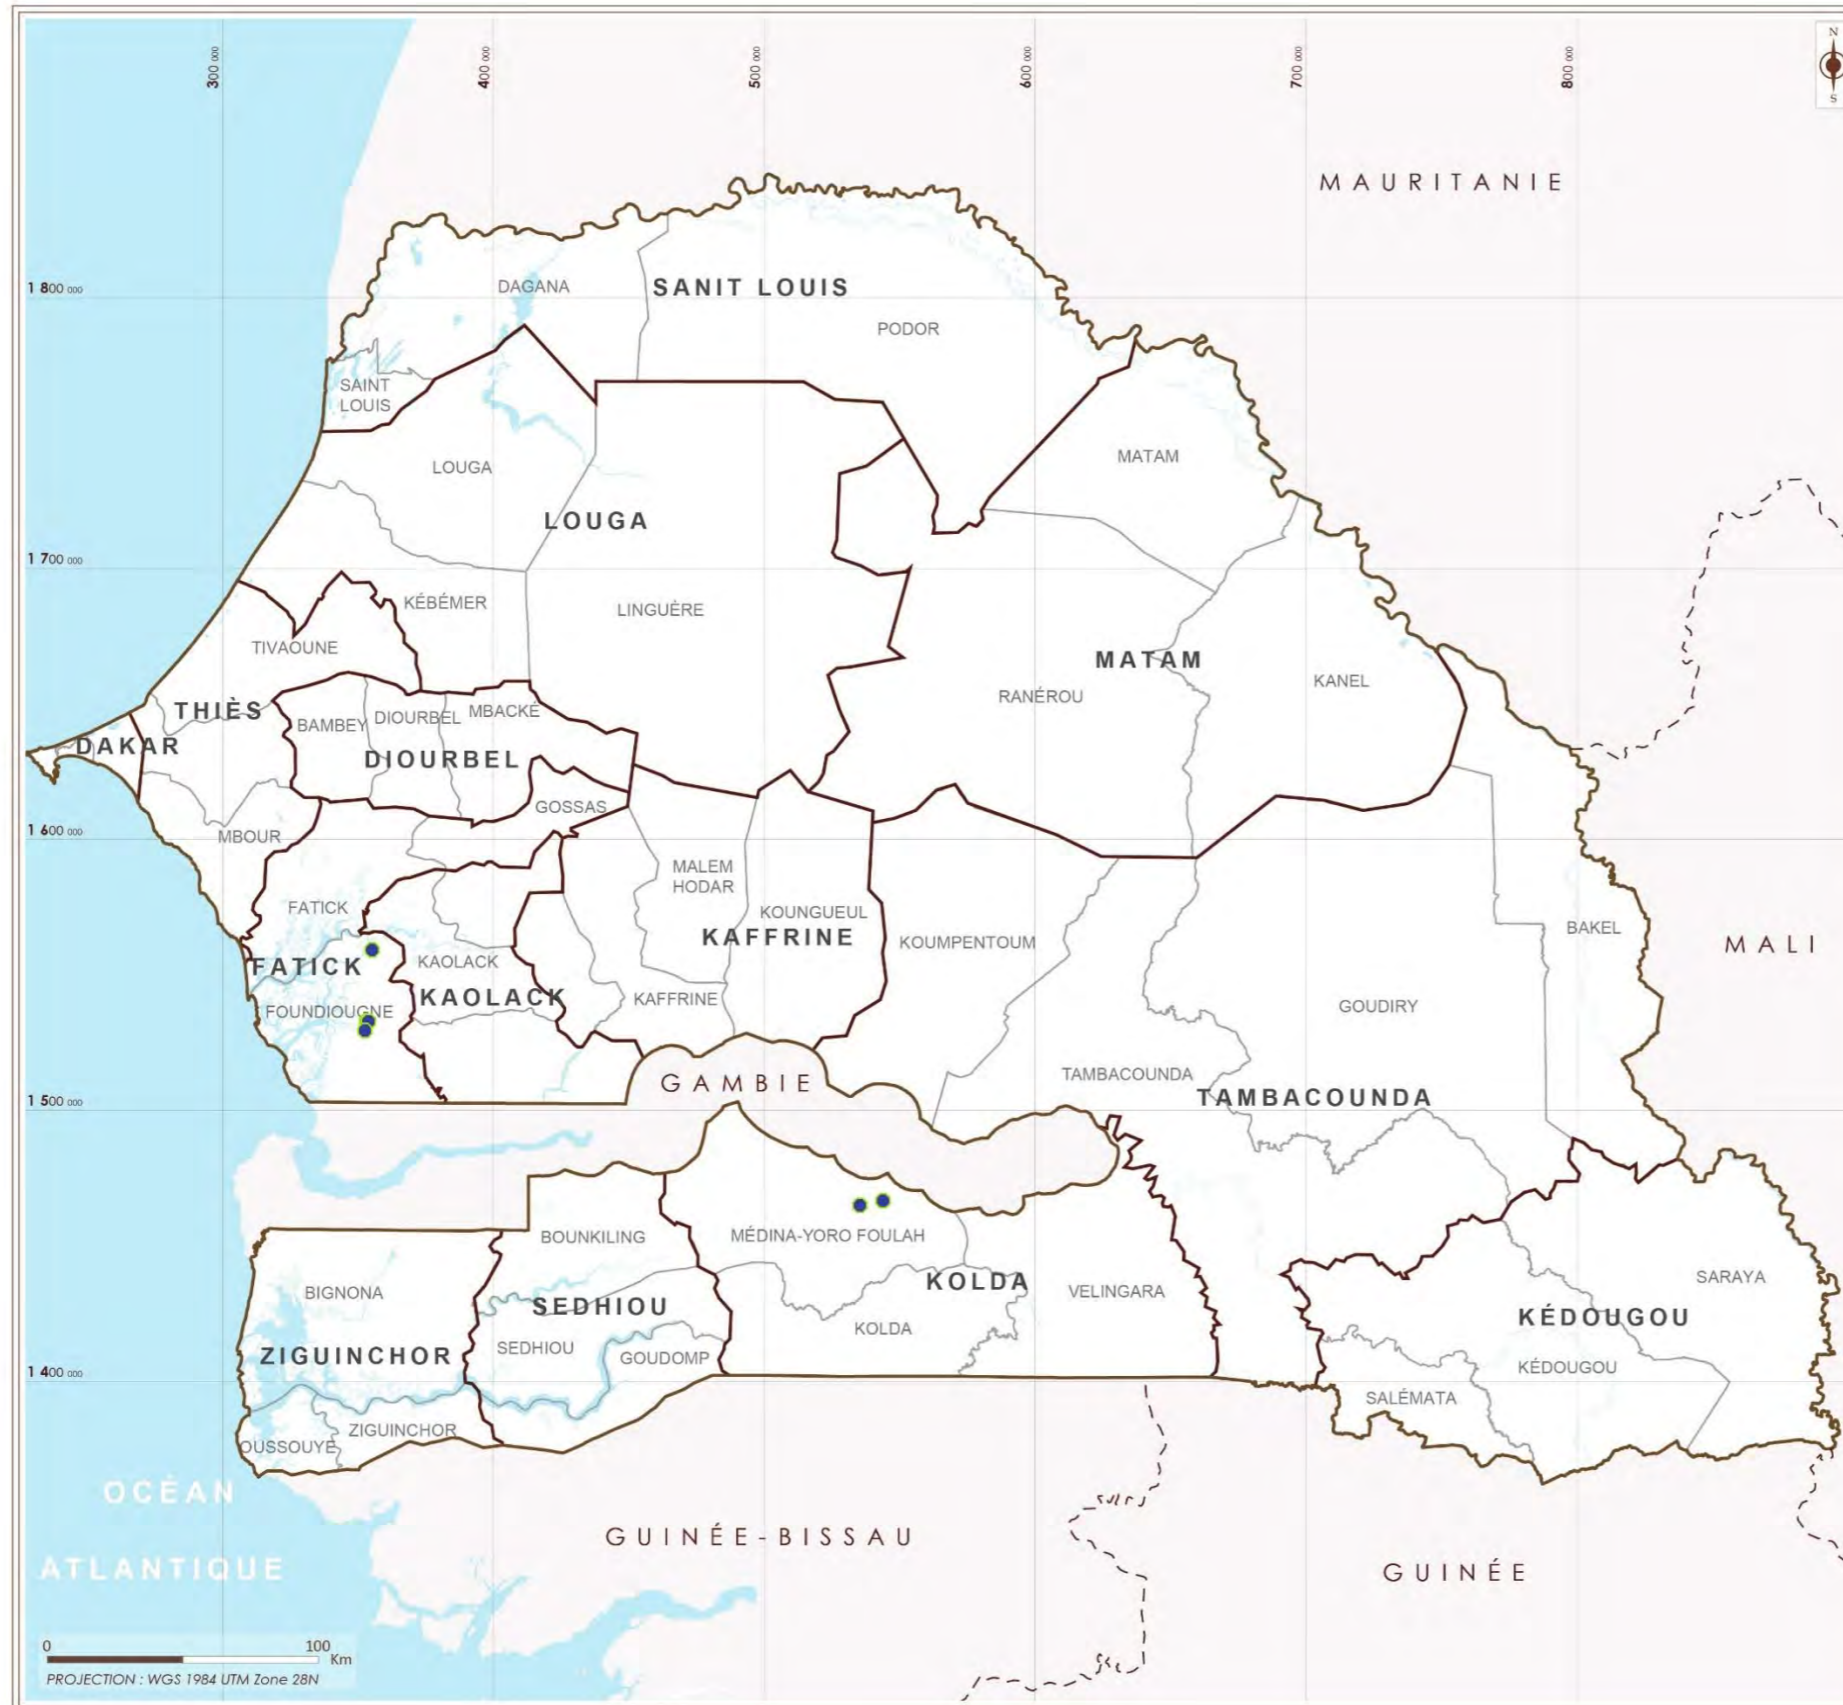 300 000
400 000
500 000
600 000
700 000
800 000
N
S
MAURITANIE
1 800 000
DAGANA
SANIT LOUIS
PODOR
SAINT
LOUIS
MATAM
LOUGA
LOUGA
1 700 000
KÉBÉMER
LINGUÈRE
TIVAOUNE
MATAM
KANEL
RANÉROU
THIÈS
BAMBEY
DIOURBEL
MBACKÉ
DAKAR
DIOURBEL
GOSSAS
1 600 000
MBOUR
MALEM
HODAR
FATICK
KOUNGUEUL
BAKEL
KAFFRINE
KOUMPENTOUM
MALI
FATICK
KAOLACK
KAOLACK
KAFFRINE
GOUDIRY
FOUNDIOUGNE
GAMBIE
TAMBACOUNDA
TAMBACOUNDA
1 500 000
BOUNKILING
MÉDINA-YORO FOULAH
BIGNONA
KOLDA
VELINGARA
SARAYA
SEDHIOU
KÉDOUGOU
KOLDA
SEDHIOU
GOUDOMP
ZIGUINCHOR
KÉDOUGOU
1 400 000
SALÉMATA
ZIGUINCHOR
OUSSOUYE
OCÉAN
ATLANTIQUE
GUINÉE-BISSAU
GUINÉE
0
100
Km
PROJECTION : WGS 1984 UTM Zone 28N